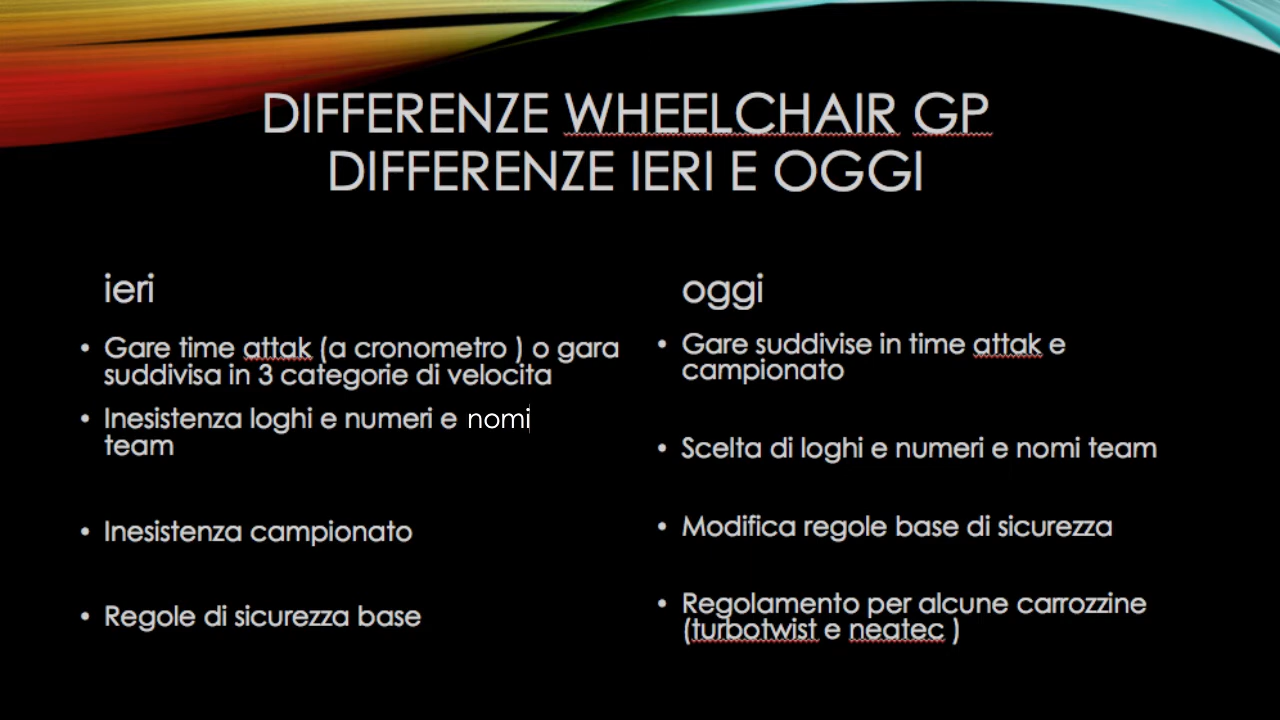 DIFFERENZE WHEELCHAIR GP
DIFFERENZE IERI E OGGI
ieri
• Gare time attak (a cronometro ) o gara
suddivisa in 3 categorie di velocita
• Inesistenza loghi e numeri e nomi
team
• Inesistenza campionato
• Regole di sicurezza base
oggi
• Gare suddivise in time attak e
campionato
• Scelta di loghi e numeri e nomi team
• Modifica regole base di sicurezza
• Regolamento per alcune carrozzine
(turbotwist e neatec )